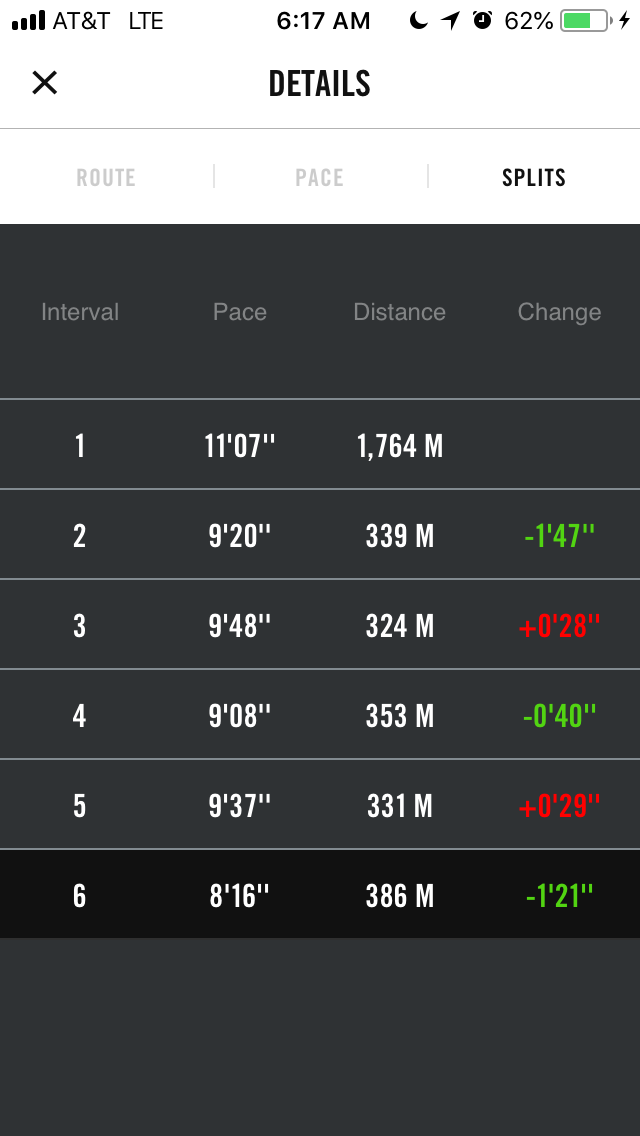 AT&T LTE 6:17 AM 62%
DETAILS
ROUTE PACE SPLITS
Interval Pace Distance Change
1 11'07'' 1,764 M
2 9'20'' 339 M -1'47''
3 9'48'' 324 M +0'28''
4 9'08'' 353 M -0'40''
5 9'37'' 331 M +0'29''
6 8'16'' 386 M -1'21''